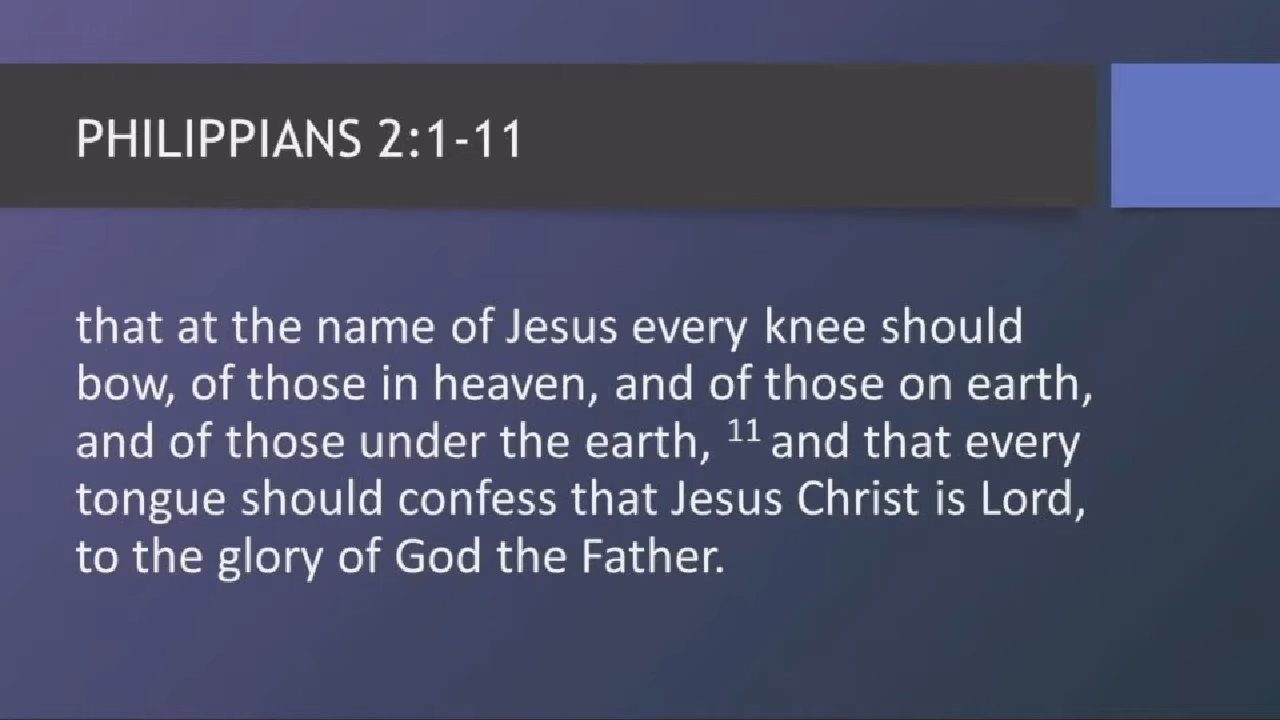 PHILIPPIANS 2:1-11
that at the name of Jesus every knee should
bow, of those in heaven, and of those on earth,
and of those under the earth, 11 and that every
tongue should confess that Jesus Christ is Lord,
to the glory of God the Father.